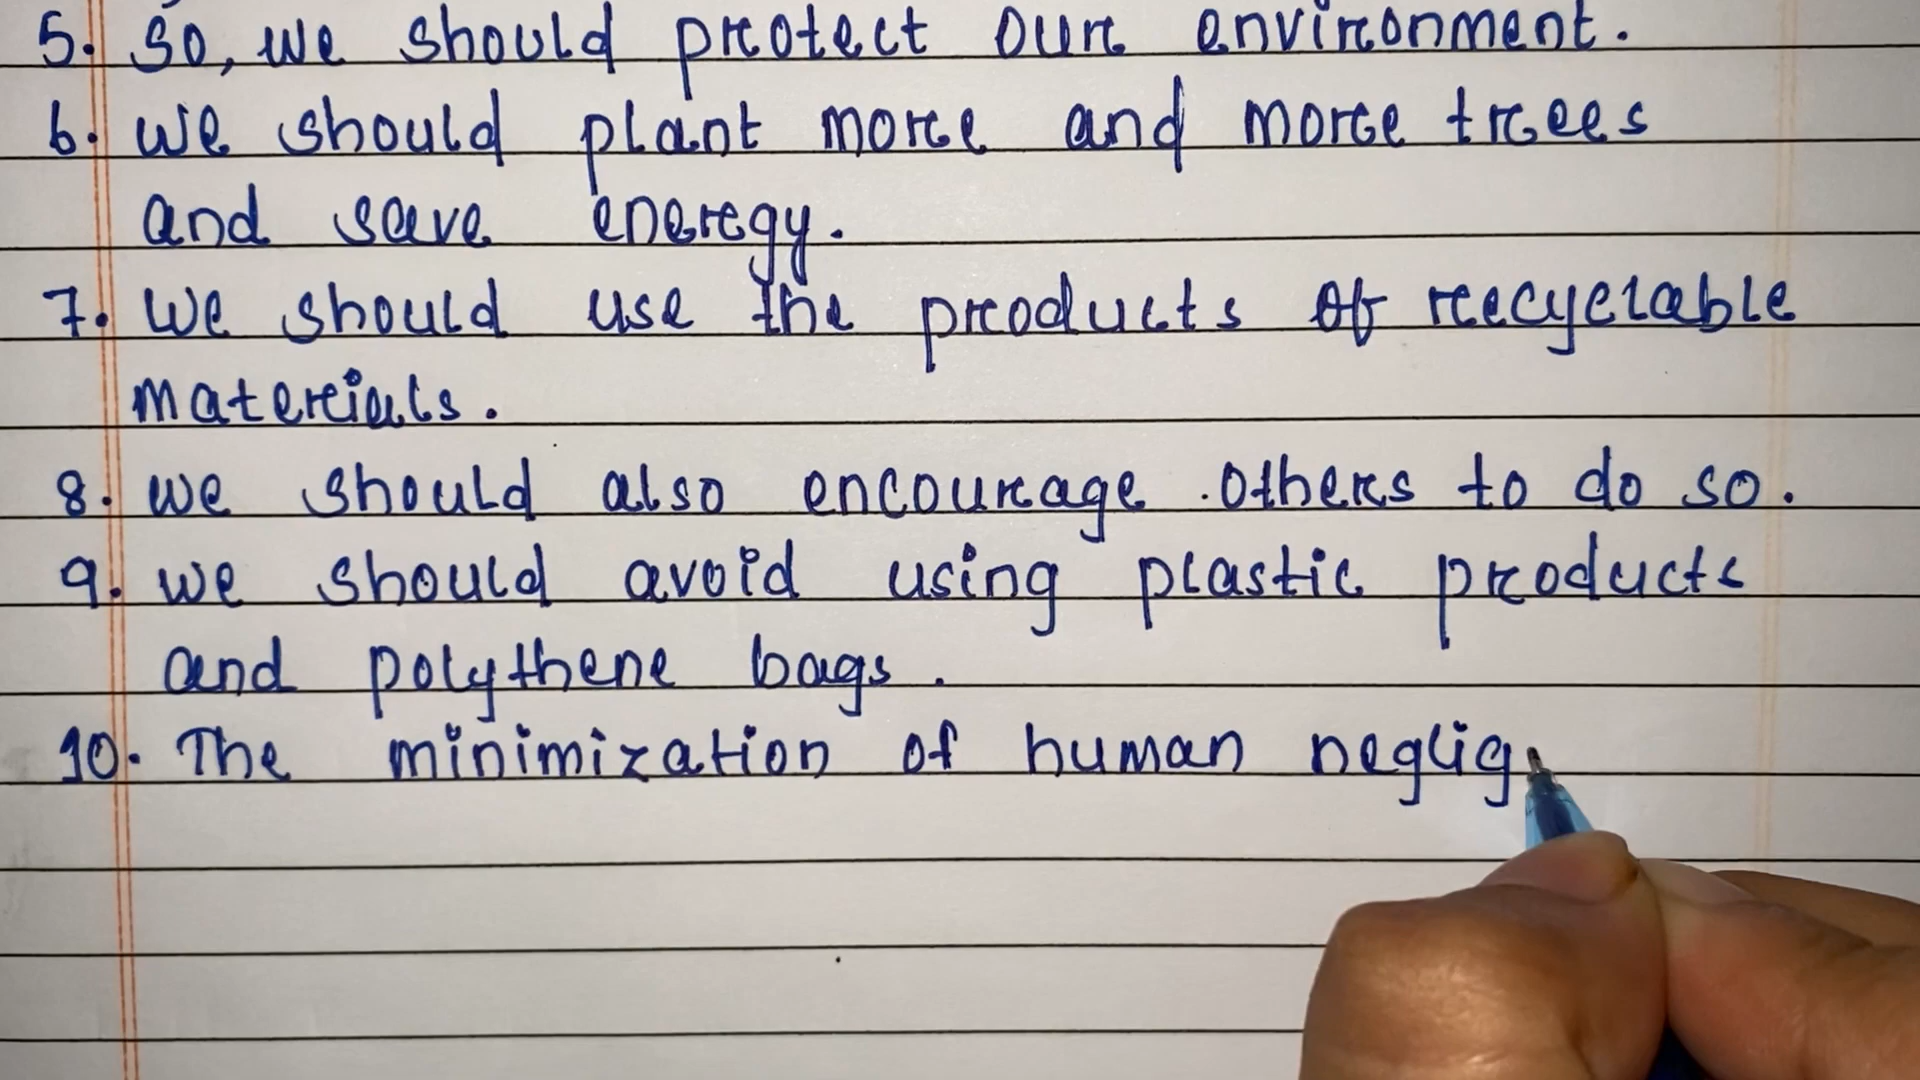 5. So, we should protect our environment.
6. We should plant more and more trees
and save energy.
7. We should use the products of recyclable
materials.
8. We should also encourage others to do so.
9. We should avoid using plastic products
and polythene bags.
10. The minimization of human neglig